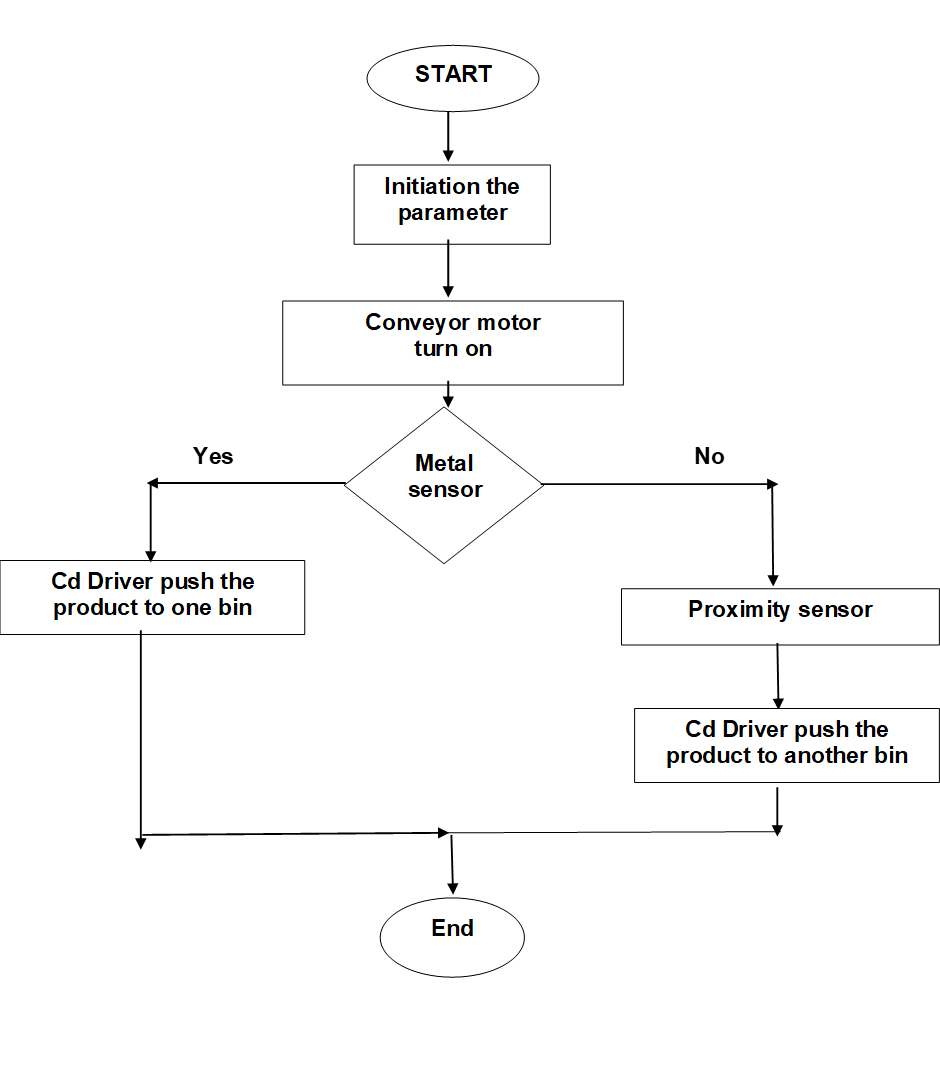 START
Initiation the
parameter
Conveyor motor
turn on
Metal
sensor
Yes
No
Cd Driver push the
product to one bin
Proximity sensor
Cd Driver push the
product to another bin
End